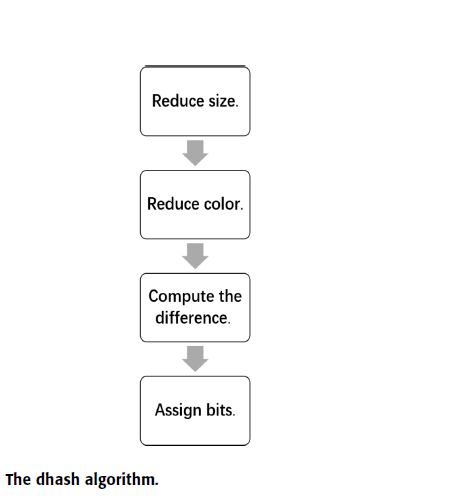 Reduce size.
Reduce color.
Compute the
difference.
Assign bits.
The dhash algorithm.